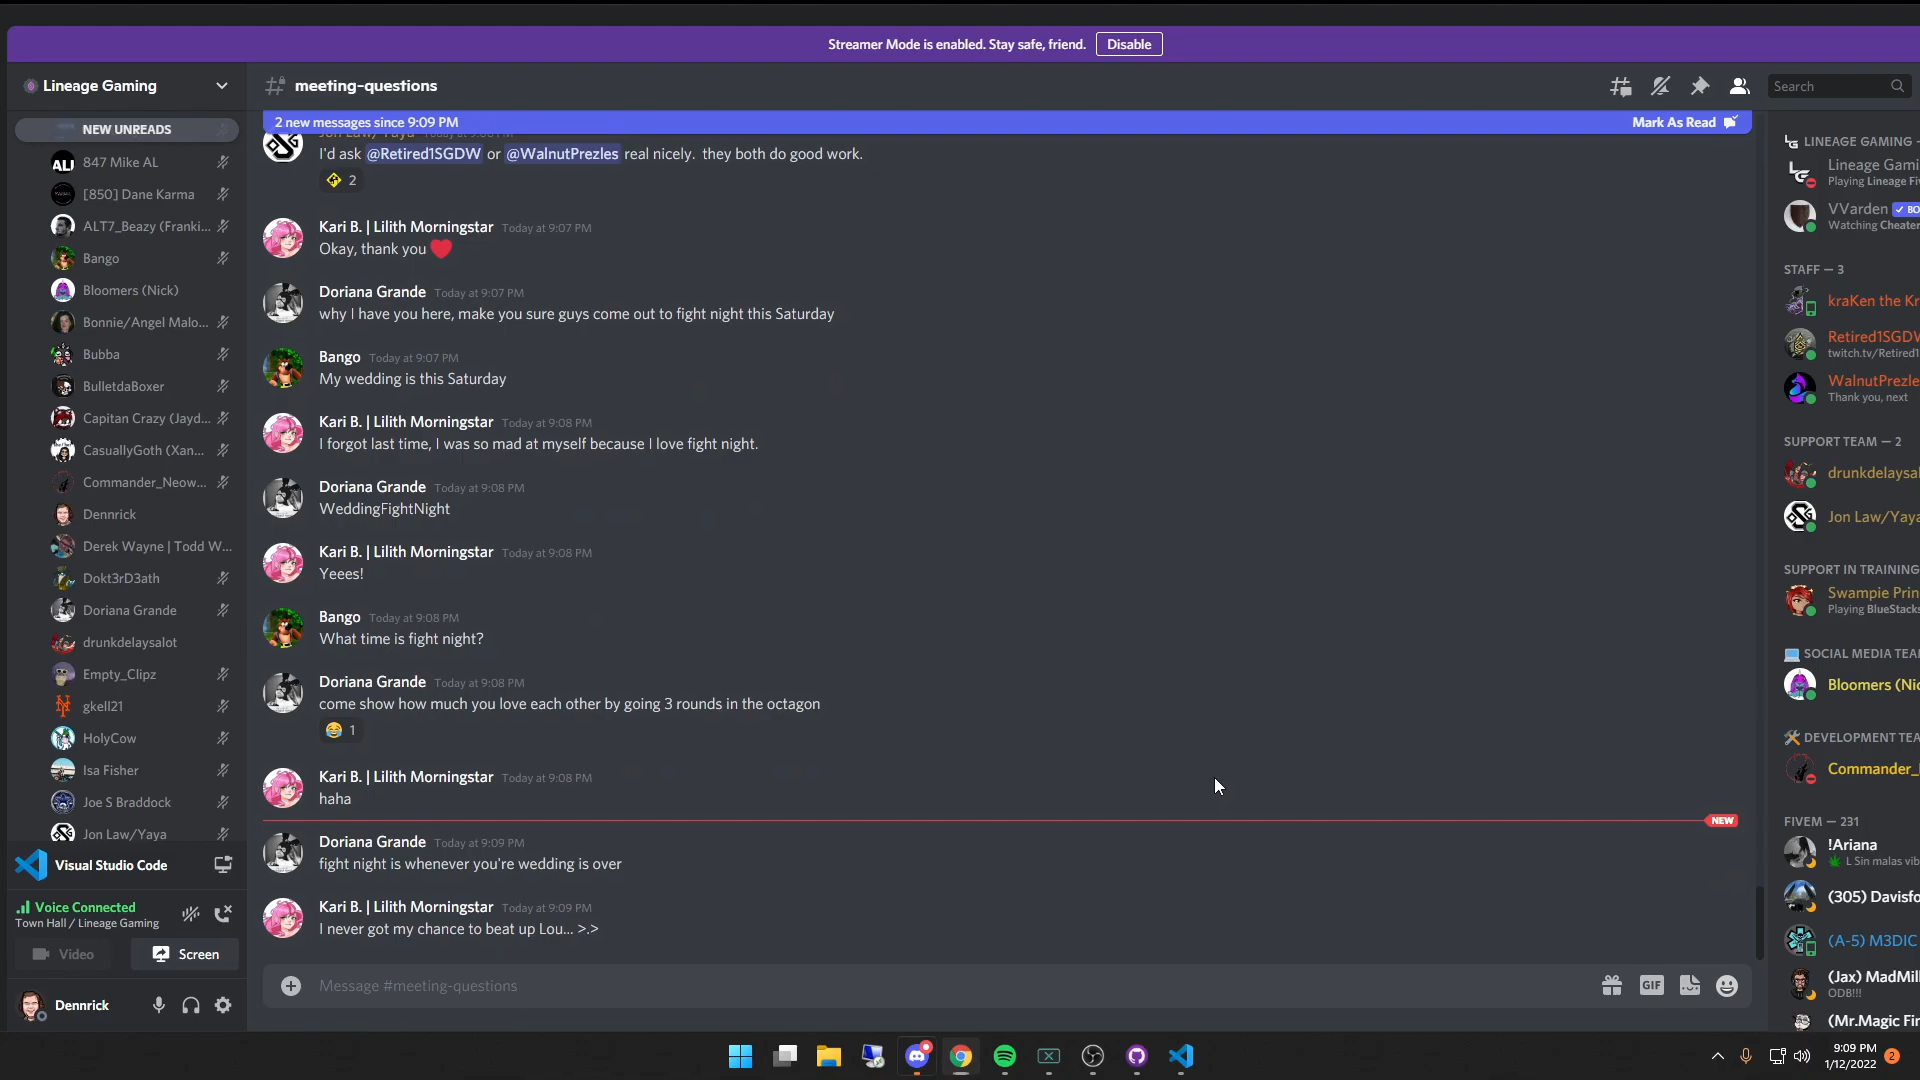 Streamer Mode is enabled. Stay safe, friend. Disable
Lineage Gaming
NEW UNREADS
847 Mike AL
[850] Dane Karma
ALT7_Beazy (Franki...
Bango
Bloomers (Nick)
Bonnie/Angel Malo...
Bubba
BulletdaBoxer
Capitan Crazy (Jayd...
CasuallyGoth (Xan...
Commander_Neow...
Dennrick
Derek Wayne | Todd W...
Dokt3rD3ath
Doriana Grande
drunkdelaysalot
Empty_Clipz
gkell21
HolyCow
Isa Fisher
Joe S Braddock
Jon Law/Yaya
Visual Studio Code
Voice Connected
Town Hall / Lineage Gaming
Video
Screen
Dennrick
meeting-questions
Search
2 new messages since 9:09 PM
Mark As Read
Jon Law/Yaya
I'd ask @Retired1SGDW or @WalnutPrezles real nicely. they both do good work.
2
Kari B. | Lilith Morningstar Today at 9:07 PM
Okay, thank you
Doriana Grande Today at 9:07 PM
why I have you here, make you sure guys come out to fight night this Saturday
Bango Today at 9:07 PM
My wedding is this Saturday
Kari B. | Lilith Morningstar Today at 9:08 PM
I forgot last time, I was so mad at myself because I love fight night.
Doriana Grande Today at 9:08 PM
WeddingFightNight
Kari B. | Lilith Morningstar Today at 9:08 PM
Yeees!
Bango Today at 9:08 PM
What time is fight night?
Doriana Grande Today at 9:08 PM
come show how much you love each other by going 3 rounds in the octagon
1
Kari B. | Lilith Morningstar Today at 9:08 PM
haha
NEW
Doriana Grande Today at 9:09 PM
fight night is whenever you're wedding is over
Kari B. | Lilith Morningstar Today at 9:09 PM
I never got my chance to beat up Lou... >.>
Message #meeting-questions
GIF
LINEAGE GAMING -
Lineage Gami
Playing Lineage Fiv
VVarden BO
Watching Cheater
STAFF — 3
kraKen the Kr
Retired1SGDW
twitch.tv/Retired1
WalnutPrezle
Thank you, next
SUPPORT TEAM — 2
drunkdelaysal
Jon Law/Yaya
SUPPORT IN TRAINING
Swampie Prin
Playing BlueStacks
SOCIAL MEDIA TEA
Bloomers (Nic
DEVELOPMENT TEA
Commander_
FIVEM — 231
!Ariana
L Sin malas vib
(305) Davisfo
(A-5) M3DIC
(Jax) MadMil
ODB!!!
(Mr.Magic Fin
9:09 PM
1/12/2022
2